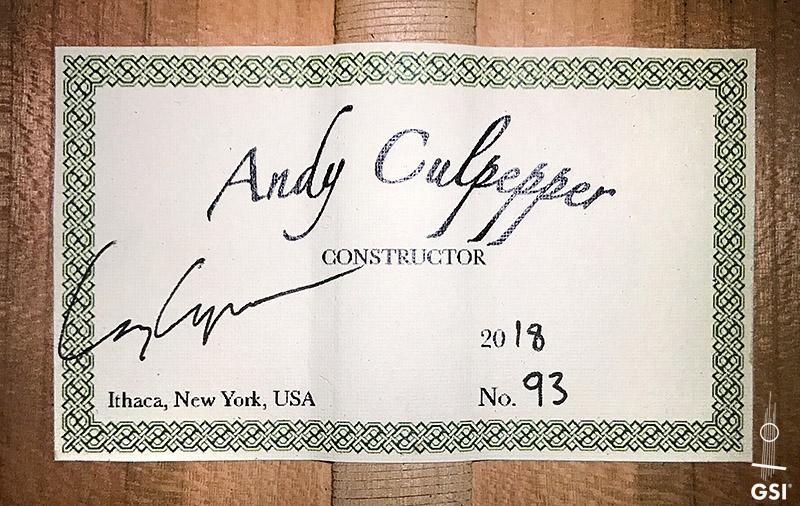 Andy Culpepper
CONSTRUCTOR
2018
Ithaca, New York, USA
No. 93
GSI